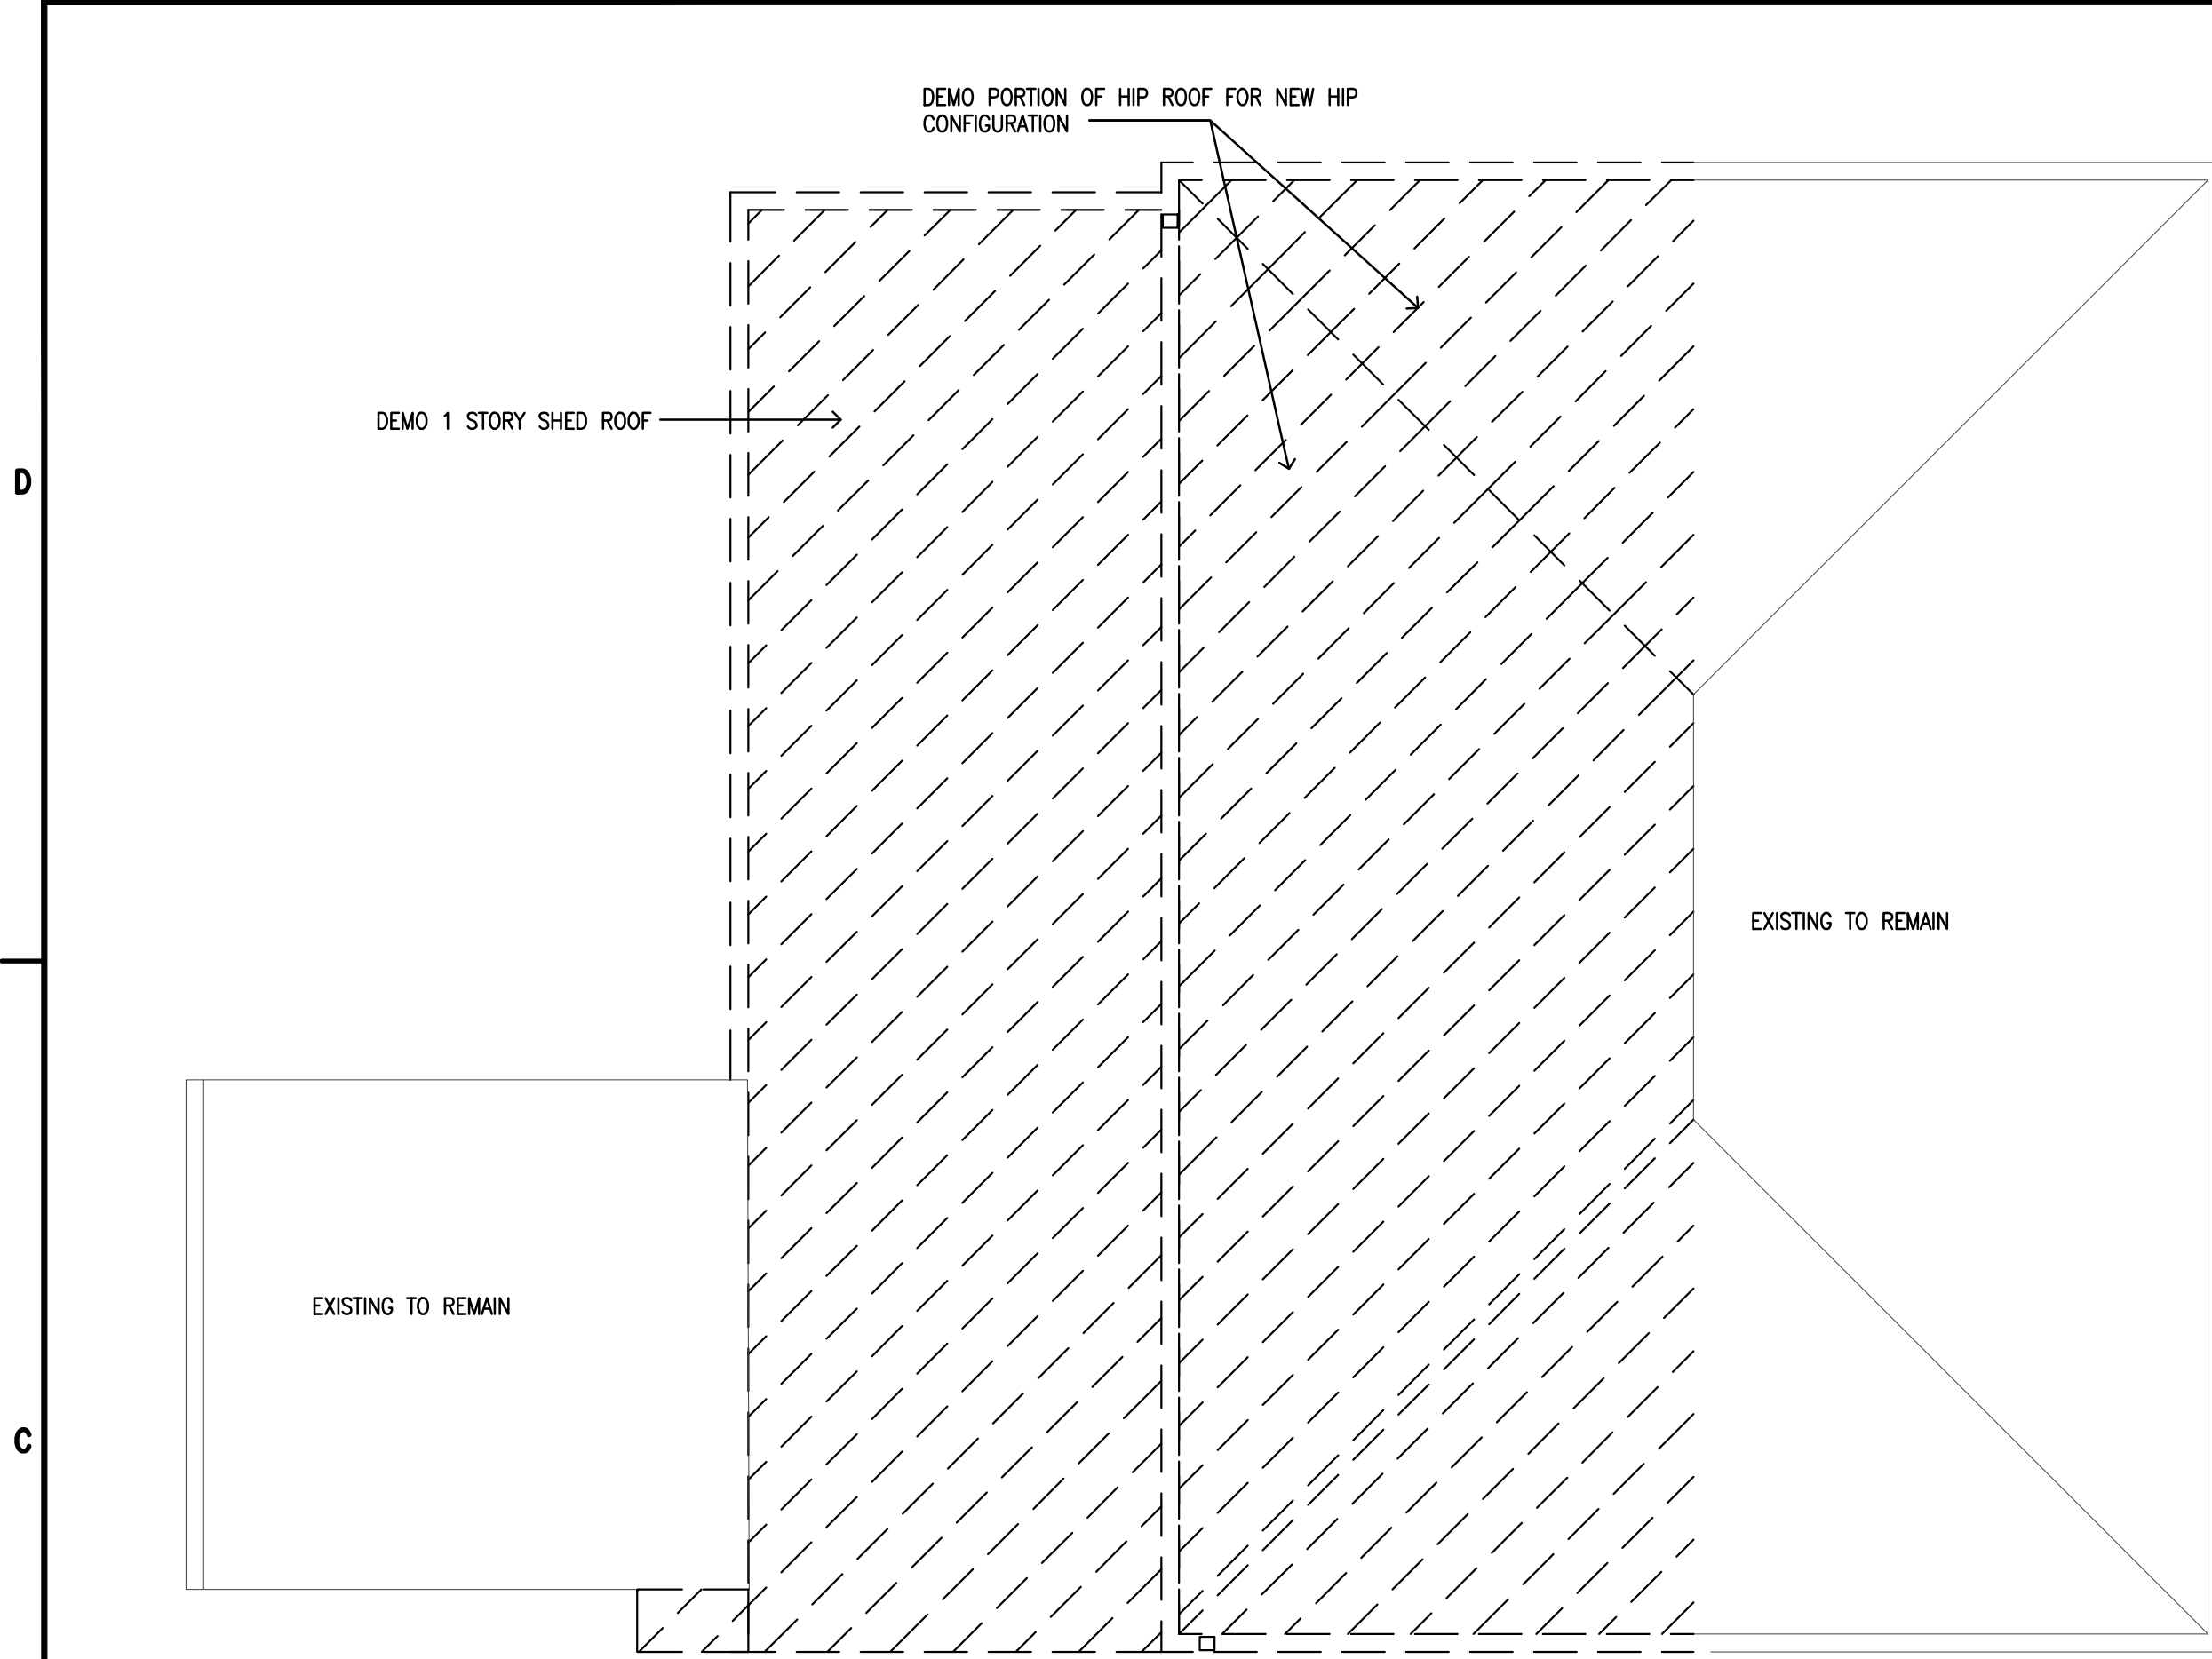 DEMO PORTION OF HIP ROOF FOR NEW HIP
CONFIGURATION
DEMO 1 STORY SHED ROOF
D
EXISTING TO REMAIN
EXISTING TO REMAIN
C